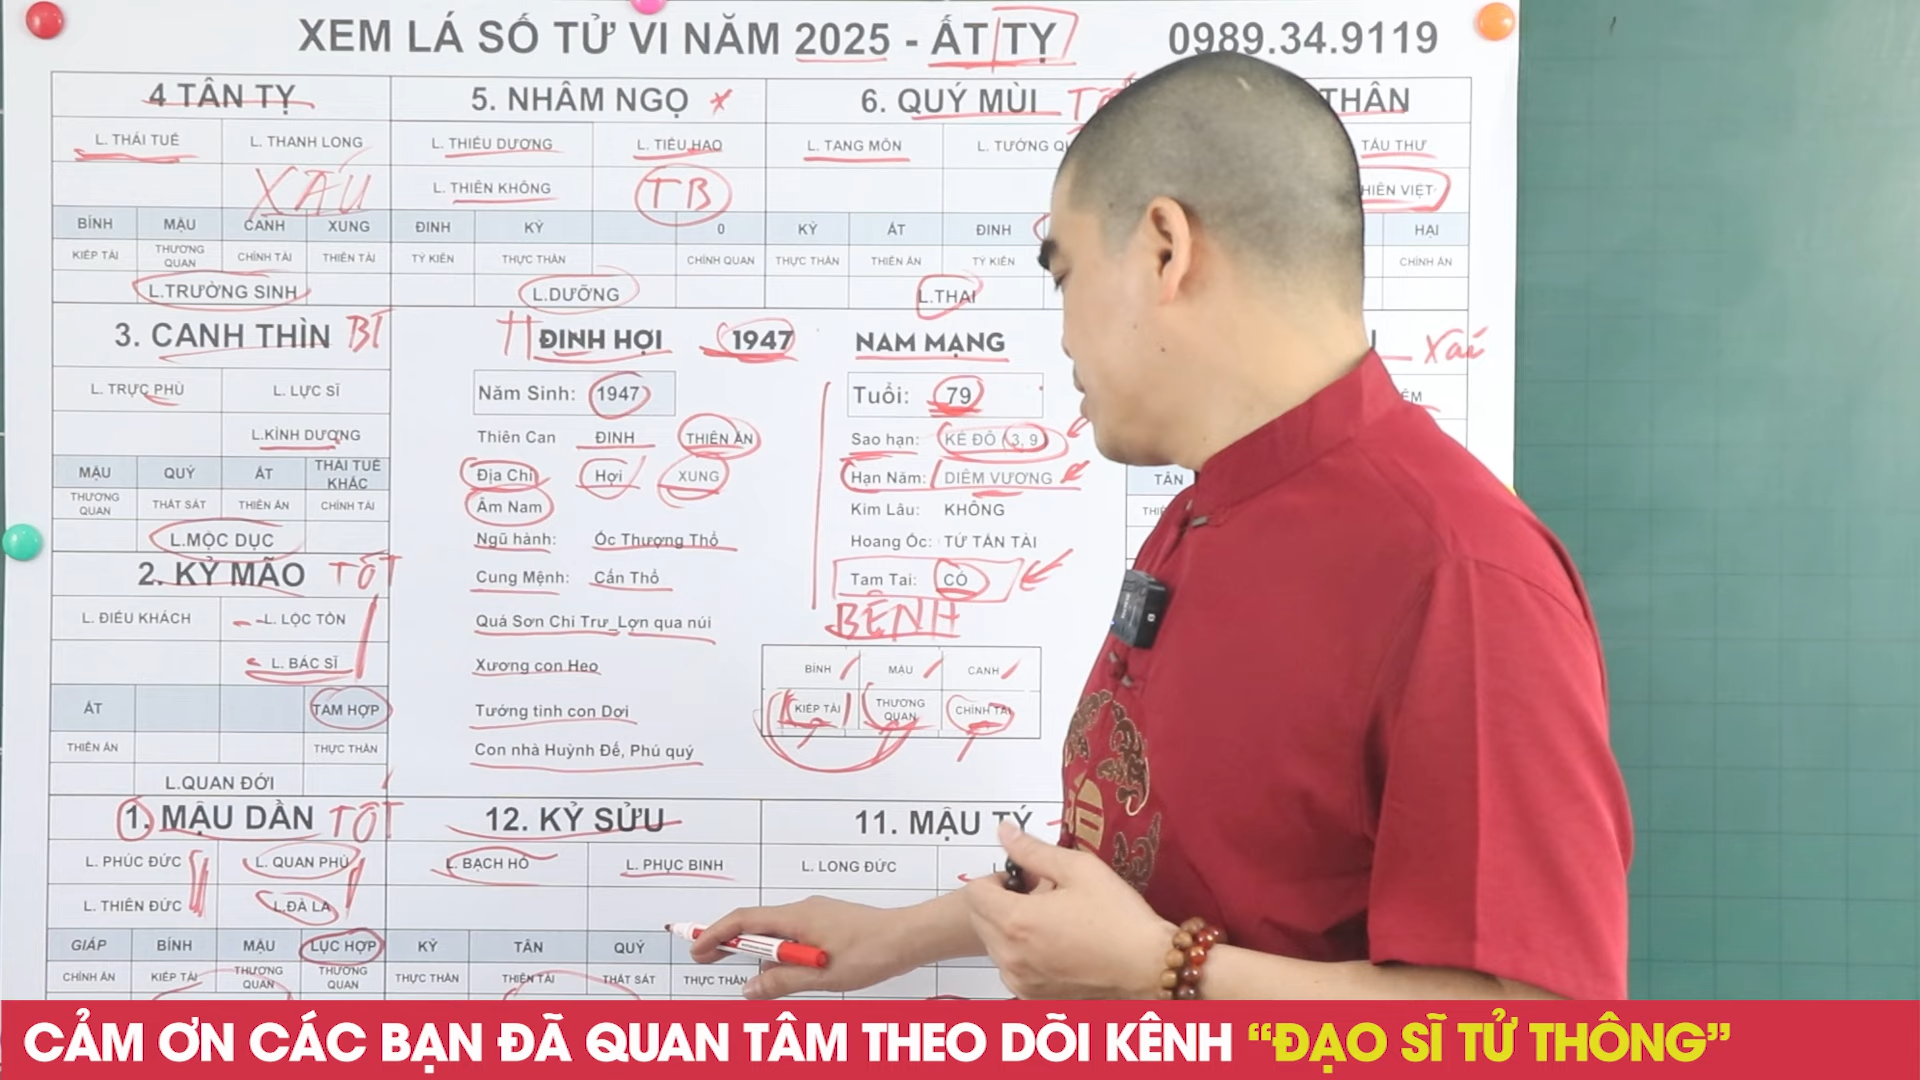 XEM LÁ SỐ TỬ VI NĂM 2025 - ẤT TỴ 0989.34.9119
4 TÂN TỴ
L. THÁI TUẾ L. THANH LONG
XẤU
BÍNH MẬU CANH XUNG
KIẾP TÀI THƯƠNG QUAN CHÍNH TÀI THIÊN TÀI
L.TRƯỜNG SINH
5. NHÂM NGỌ
L. THIẾU DƯƠNG L. TIỂU HAO
L. THIÊN KHÔNG TB
ĐINH KỶ 0
TỶ KIÊN THỰC THẦN CHÍNH QUAN
L.DƯỠNG
6. QUÝ MÙI
L. TANG MÔN L. TƯỚNG
KỶ ẤT ĐINH
THỰC THẦN THIÊN ẤN TỶ KIÊN
L.THAI
THÂN
TẤU THƯ
HIÊN VIỆT
HẠI
CHÍNH ẤN
3. CANH THÌN BT
L. TRỰC PHÙ L. LỰC SĨ
L.KÌNH DƯƠNG
MẬU QUÝ ẤT THÁI TUẾ KHẮC
THƯƠNG QUAN THẤT SÁT THIÊN ẤN CHÍNH TÀI
L.MỘC DỤC
ĐINH HỢI 1947 NAM MẠNG
Năm Sinh: 1947
Thiên Can ĐINH THIÊN ẤN
Địa Chi Hợi XUNG
Âm Nam
Ngũ hành: Ốc Thượng Thổ
Cung Mệnh: Cấn Thổ
Quá Sơn Chi Trư_Lợn qua núi
Xương con Heo
Tướng tinh con Dơi
Con nhà Huỳnh Đế, Phú quý
Tuổi: 79
Sao hạn: KẾ ĐÔ (3, 9)
Hạn Năm: DIÊM VƯƠNG
Kim Lâu: KHÔNG
Hoang Ốc: TỨ TẤN TÀI
Tam Tai: CÓ
BỆNH
BÍNH MẬU CANH
KIẾP TÀI THƯƠNG QUAN CHÍNH TÀI
Xấu
TÂN
2. KỶ MÃO TỐT
L. ĐIẾU KHÁCH L. LỘC TỒN
L. BÁC SĨ
ẤT TAM HỢP
THIÊN ẤN THỰC THẦN
L.QUAN ĐỚI
1. MẬU DẦN TỐT
L. PHÚC ĐỨC L. QUAN PHỦ
L. THIÊN ĐỨC L.ĐÀ LA
GIÁP BÍNH MẬU LỤC HỢP
CHÍNH ẤN KIẾP TÀI THƯƠNG QUAN THƯƠNG QUAN
12. KỶ SỬU
L. BẠCH HỔ L. PHỤC BINH
KỶ TÂN QUÝ
THỰC THẦN THIÊN TÀI THẤT SÁT THỰC THẦN
11. MẬU TÝ
L. LONG ĐỨC
CẢM ƠN CÁC BẠN ĐÃ QUAN TÂM THEO DÕI KÊNH “ĐẠO SĨ TỬ THÔNG”